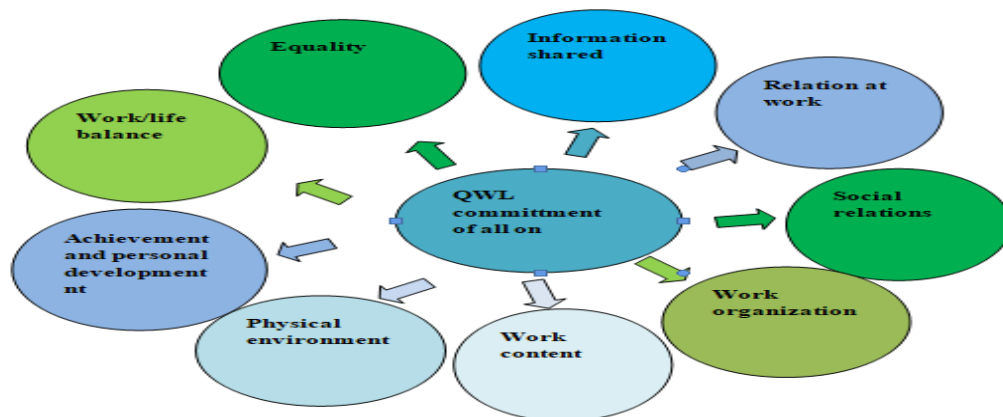 Equality
Information
shared
Relation at
work
Work/life
balance
QWL
committment
of all on
Social
relations
Achievement
and personal
development
nt
Work
organization
Physical
environment
Work
content